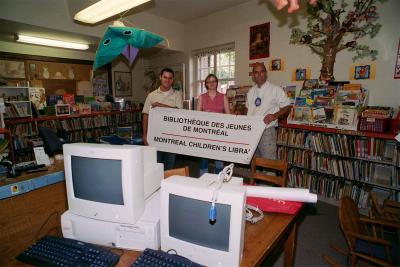 BIBLIOTHÈQUE DES JEUNES
DE MONTRÉAL
MONTREAL CHILDREN'S LIBRA